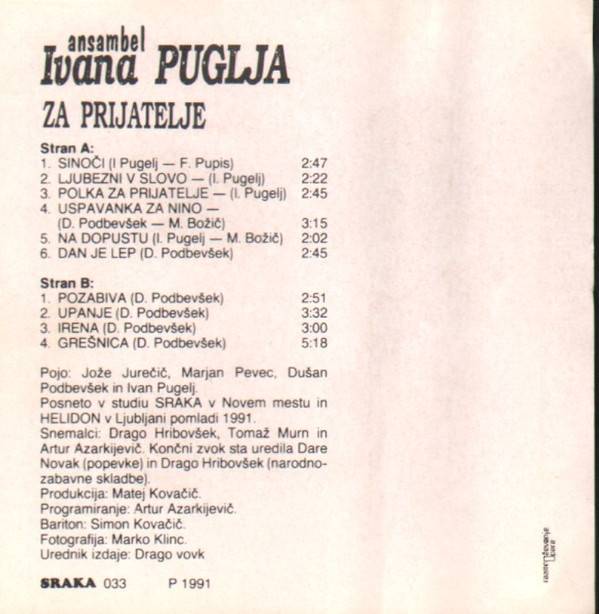 ansambel
Ivana PUGLJA
ZA PRIJATELJE
Stran A:
1. SINOČI (I Pugelj — F. Pupis) 2:47
2. LJUBEZNI V SLOVO — (I. Pugelj) 2:22
3. POLKA ZA PRIJATELJE — (I. Pugelj) 2:45
4. USPAVANKA ZA NINO —
(D. Podbevšek — M. Božič) 3:15
5. NA DOPUSTU (I. Pugelj — M. Božič) 2:02
6. DAN JE LEP (D. Podbevšek) 2:45
Stran B:
1. POZABIVA (D. Podbevšek) 2:51
2. UPANJE (D. Podbevšek) 3:32
3. IRENA (D. Podbevšek) 3:00
4. GREŠNICA (D. Podbevšek) 5:18
Pojo: Jože Jurečič, Marjan Pevec, Dušan
Podbevšek in Ivan Pugelj.
Posneto v studiu SRAKA v Novem mestu in
HELIDON v Ljubljani pomladi 1991.
Snemalci: Drago Hribovšek, Tomaž Murn in
Artur Azarkijevič. Končni zvok sta uredila Dare
Novak (popevke) in Drago Hribovšek (narodno-
zabavne skladbe).
Produkcija: Matej Kovačič.
Programiranje: Artur Azarkijevič.
Bariton: Simon Kovačič.
Fotografija: Marko Klinc.
Urednik izdaje: Drago vovk
SRAKA 033 P 1991